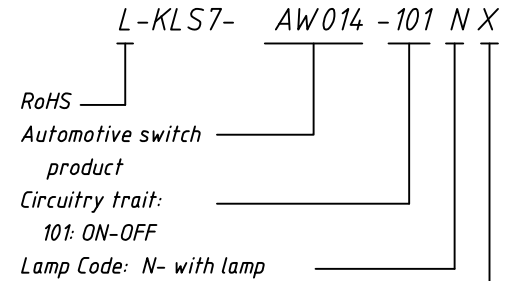 L-KLS7- AW014 -101 N X
RoHS
Automotive switch
product
Circuitry trait:
101: ON-OFF
Lamp Code: N- with lamp